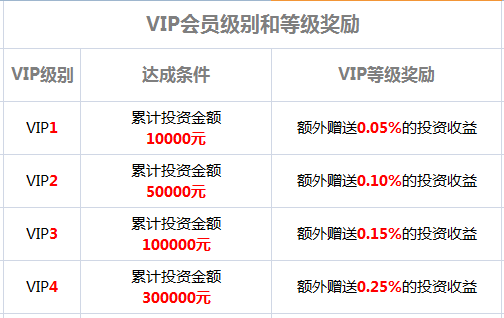 VIP会员级别和等级奖励
VIP级别 达成条件 VIP等级奖励
VIP1 累计投资金额 额外赠送0.05%的投资收益
10000元
VIP2 累计投资金额 额外赠送0.10%的投资收益
50000元
VIP3 累计投资金额 额外赠送0.15%的投资收益
100000元
VIP4 累计投资金额 额外赠送0.25%的投资收益
300000元